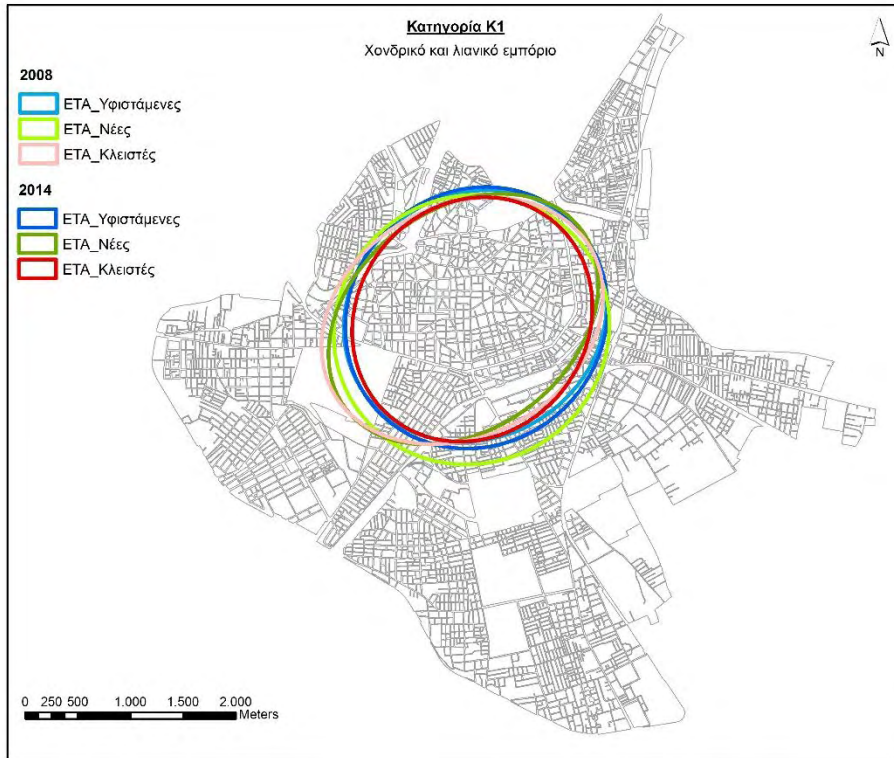 Κατηγορία Κ1
Χονδρικό και λιανικό εμπόριο
N
2008
ΕΤΑ_Υφιστάμενες
ΕΤΑ_Νέες
ΕΤΑ_Κλειστές
2014
ΕΤΑ_Υφιστάμενες
ΕΤΑ_Νέες
ΕΤΑ_Κλειστές
0 250 500 1.000 1.500 2.000
Meters